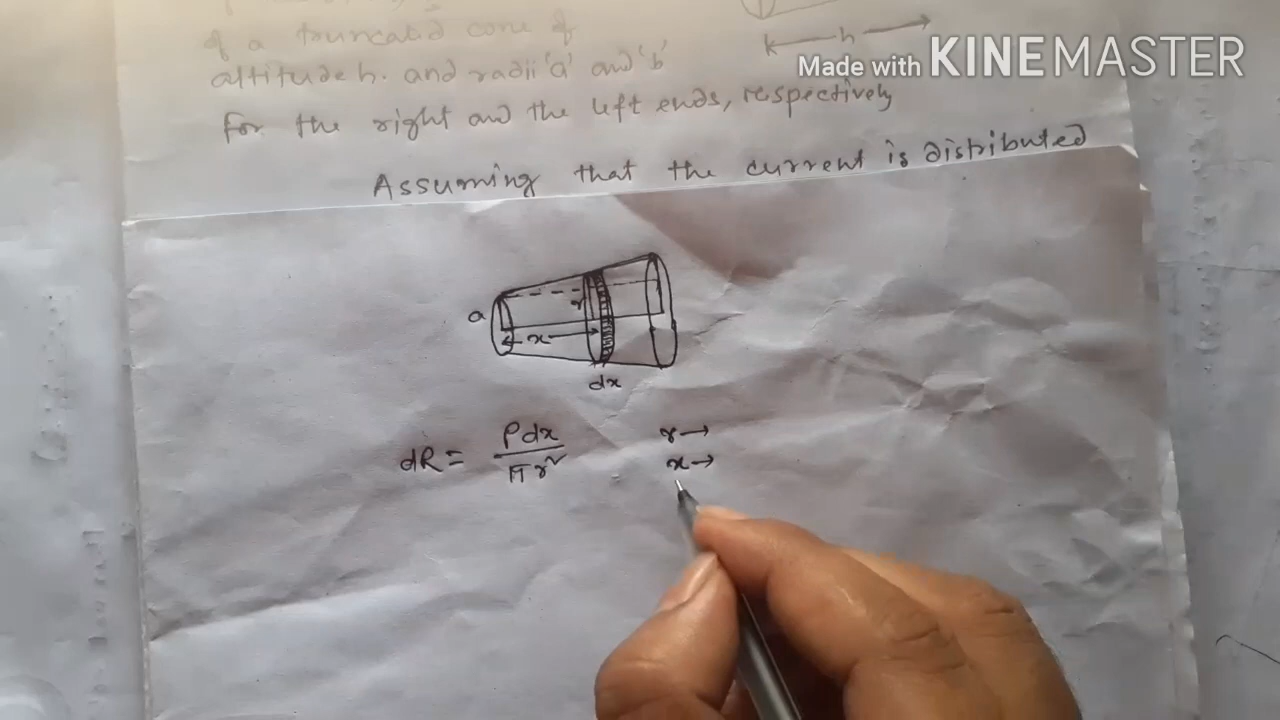 of a truncated cone of
Made with KINEMASTER
h
altitude h. and radii 'a' and 'b'
for the right and the left ends, respectively
Assuming that the current is distributed
r
a
x
dx
dR = ρdx / πr²
r→
x→